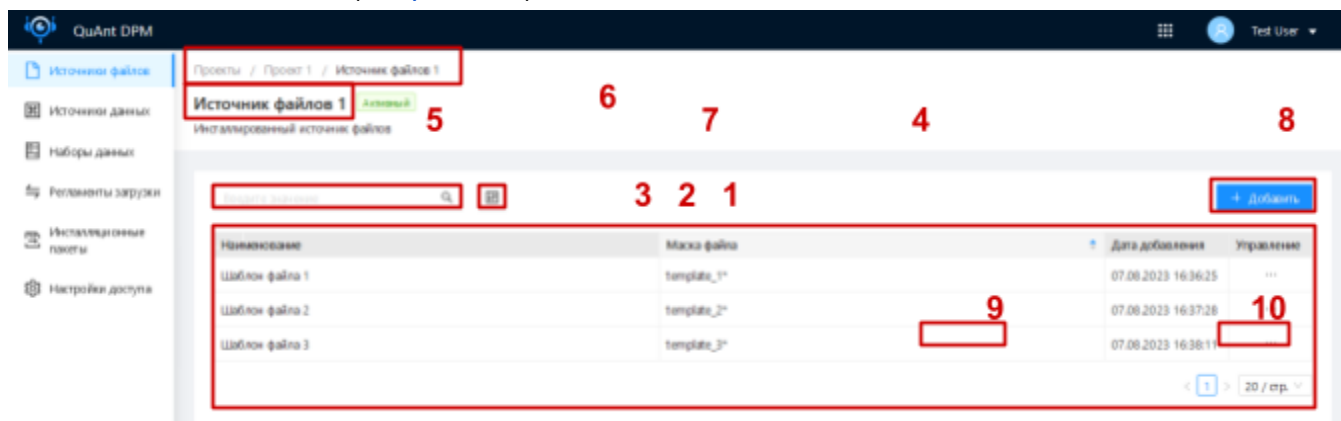 QuAnt DPM Test User
Источники файлов
Источники данных
Наборы данных
Регламенты загрузки
Инсталляционные
пакеты
Настройки доступа
Проекты / Проект 1 / Источник файлов 1
Источник файлов 1 Активный
Инсталлированный источник файлов
5 6 7 4 8
Введите значение 3 2 1 + Добавить
Наименование Маска файла Дата добавления Управление
Шаблон файла 1 template_1* 07.08.2023 16:36:25 ...
Шаблон файла 2 template_2* 07.08.2023 16:37:28
9 10
Шаблон файла 3 template_3* 07.08.2023 16:38:11 ...
< 1 > 20 / стр.